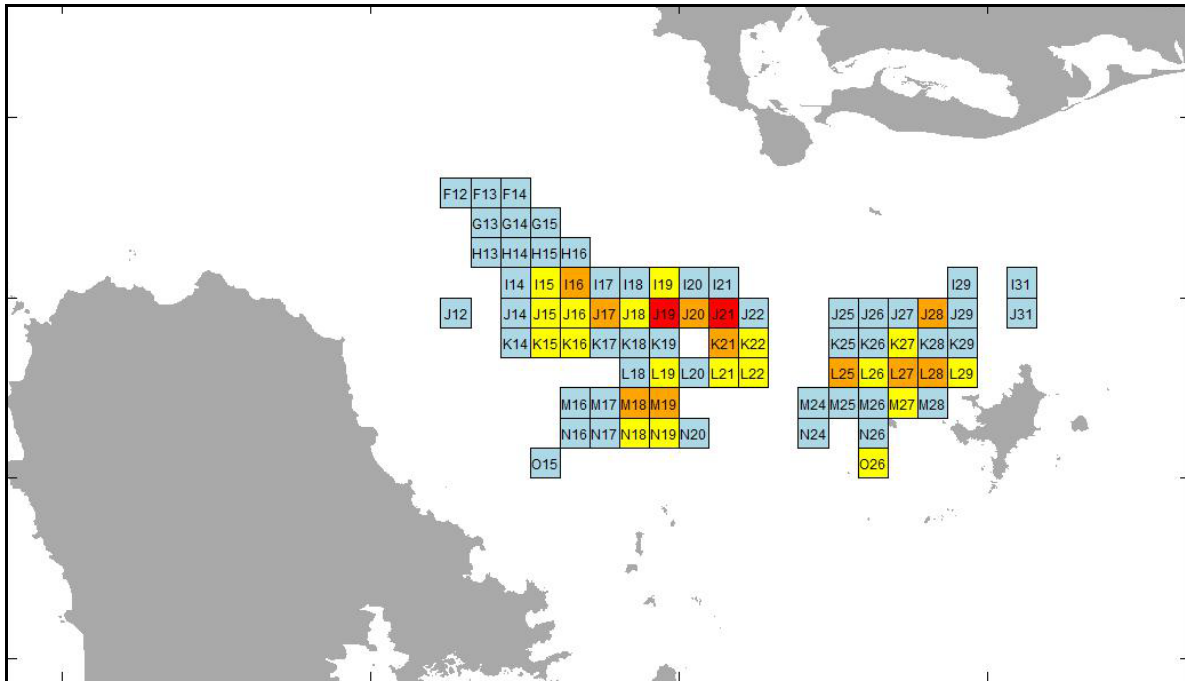 F12 F13 F14
G13 G14 G15
H13 H14 H15 H16
I14 I15 I16 I17 I18 I19 I20 I21 I29 I31
J12 J14 J15 J16 J17 J18 J19 J20 J21 J22 J25 J26 J27 J28 J29 J31
K14 K15 K16 K17 K18 K19 K21 K22 K25 K26 K27 K28 K29
L18 L19 L20 L21 L22 L25 L26 L27 L28 L29
M16 M17 M18 M19 M24 M25 M26 M27 M28
N16 N17 N18 N19 N20 N24 N26
O15 O26